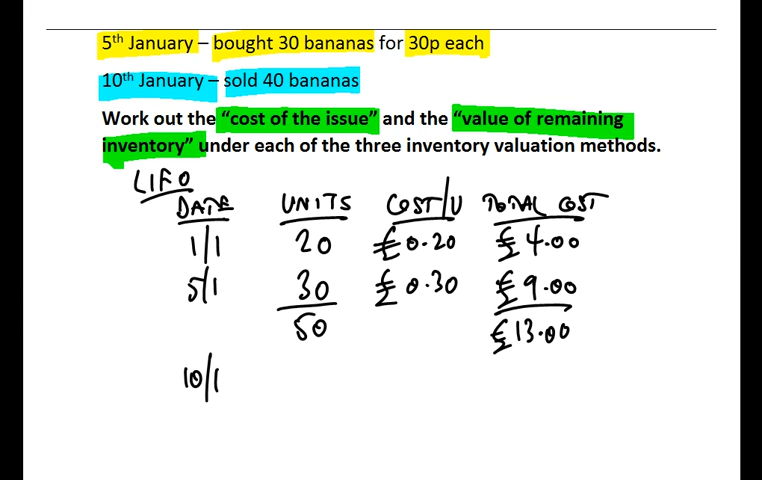 5th January – bought 30 bananas for 30p each
10th January – sold 40 bananas
Work out the “cost of the issue” and the “value of remaining
inventory” under each of the three inventory valuation methods.
LIFO
DATE UNITS COST/U TOTAL COST
1/1 20 £0.20 £4.00
5/1 30 £0.30 £9.00
50 £13.00
10/1